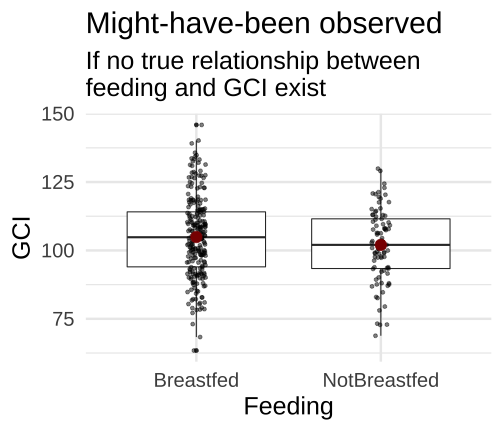 Might-have-been observed
If no true relationship between
feeding and GCI exist
150
125
100
75
GCI
Breastfed
NotBreastfed
Feeding